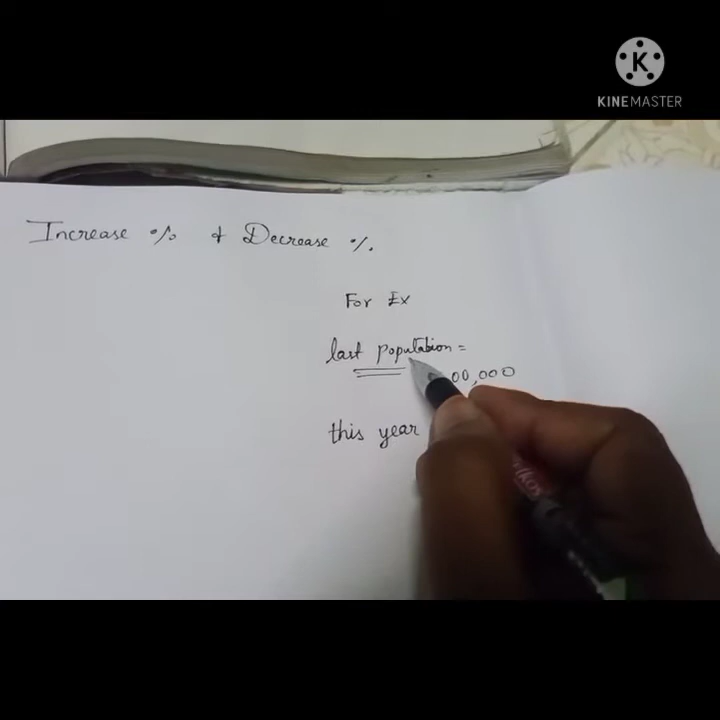 KINEMASTER
Increase % & Decrease %
For Ex
last population =
00,000
this year